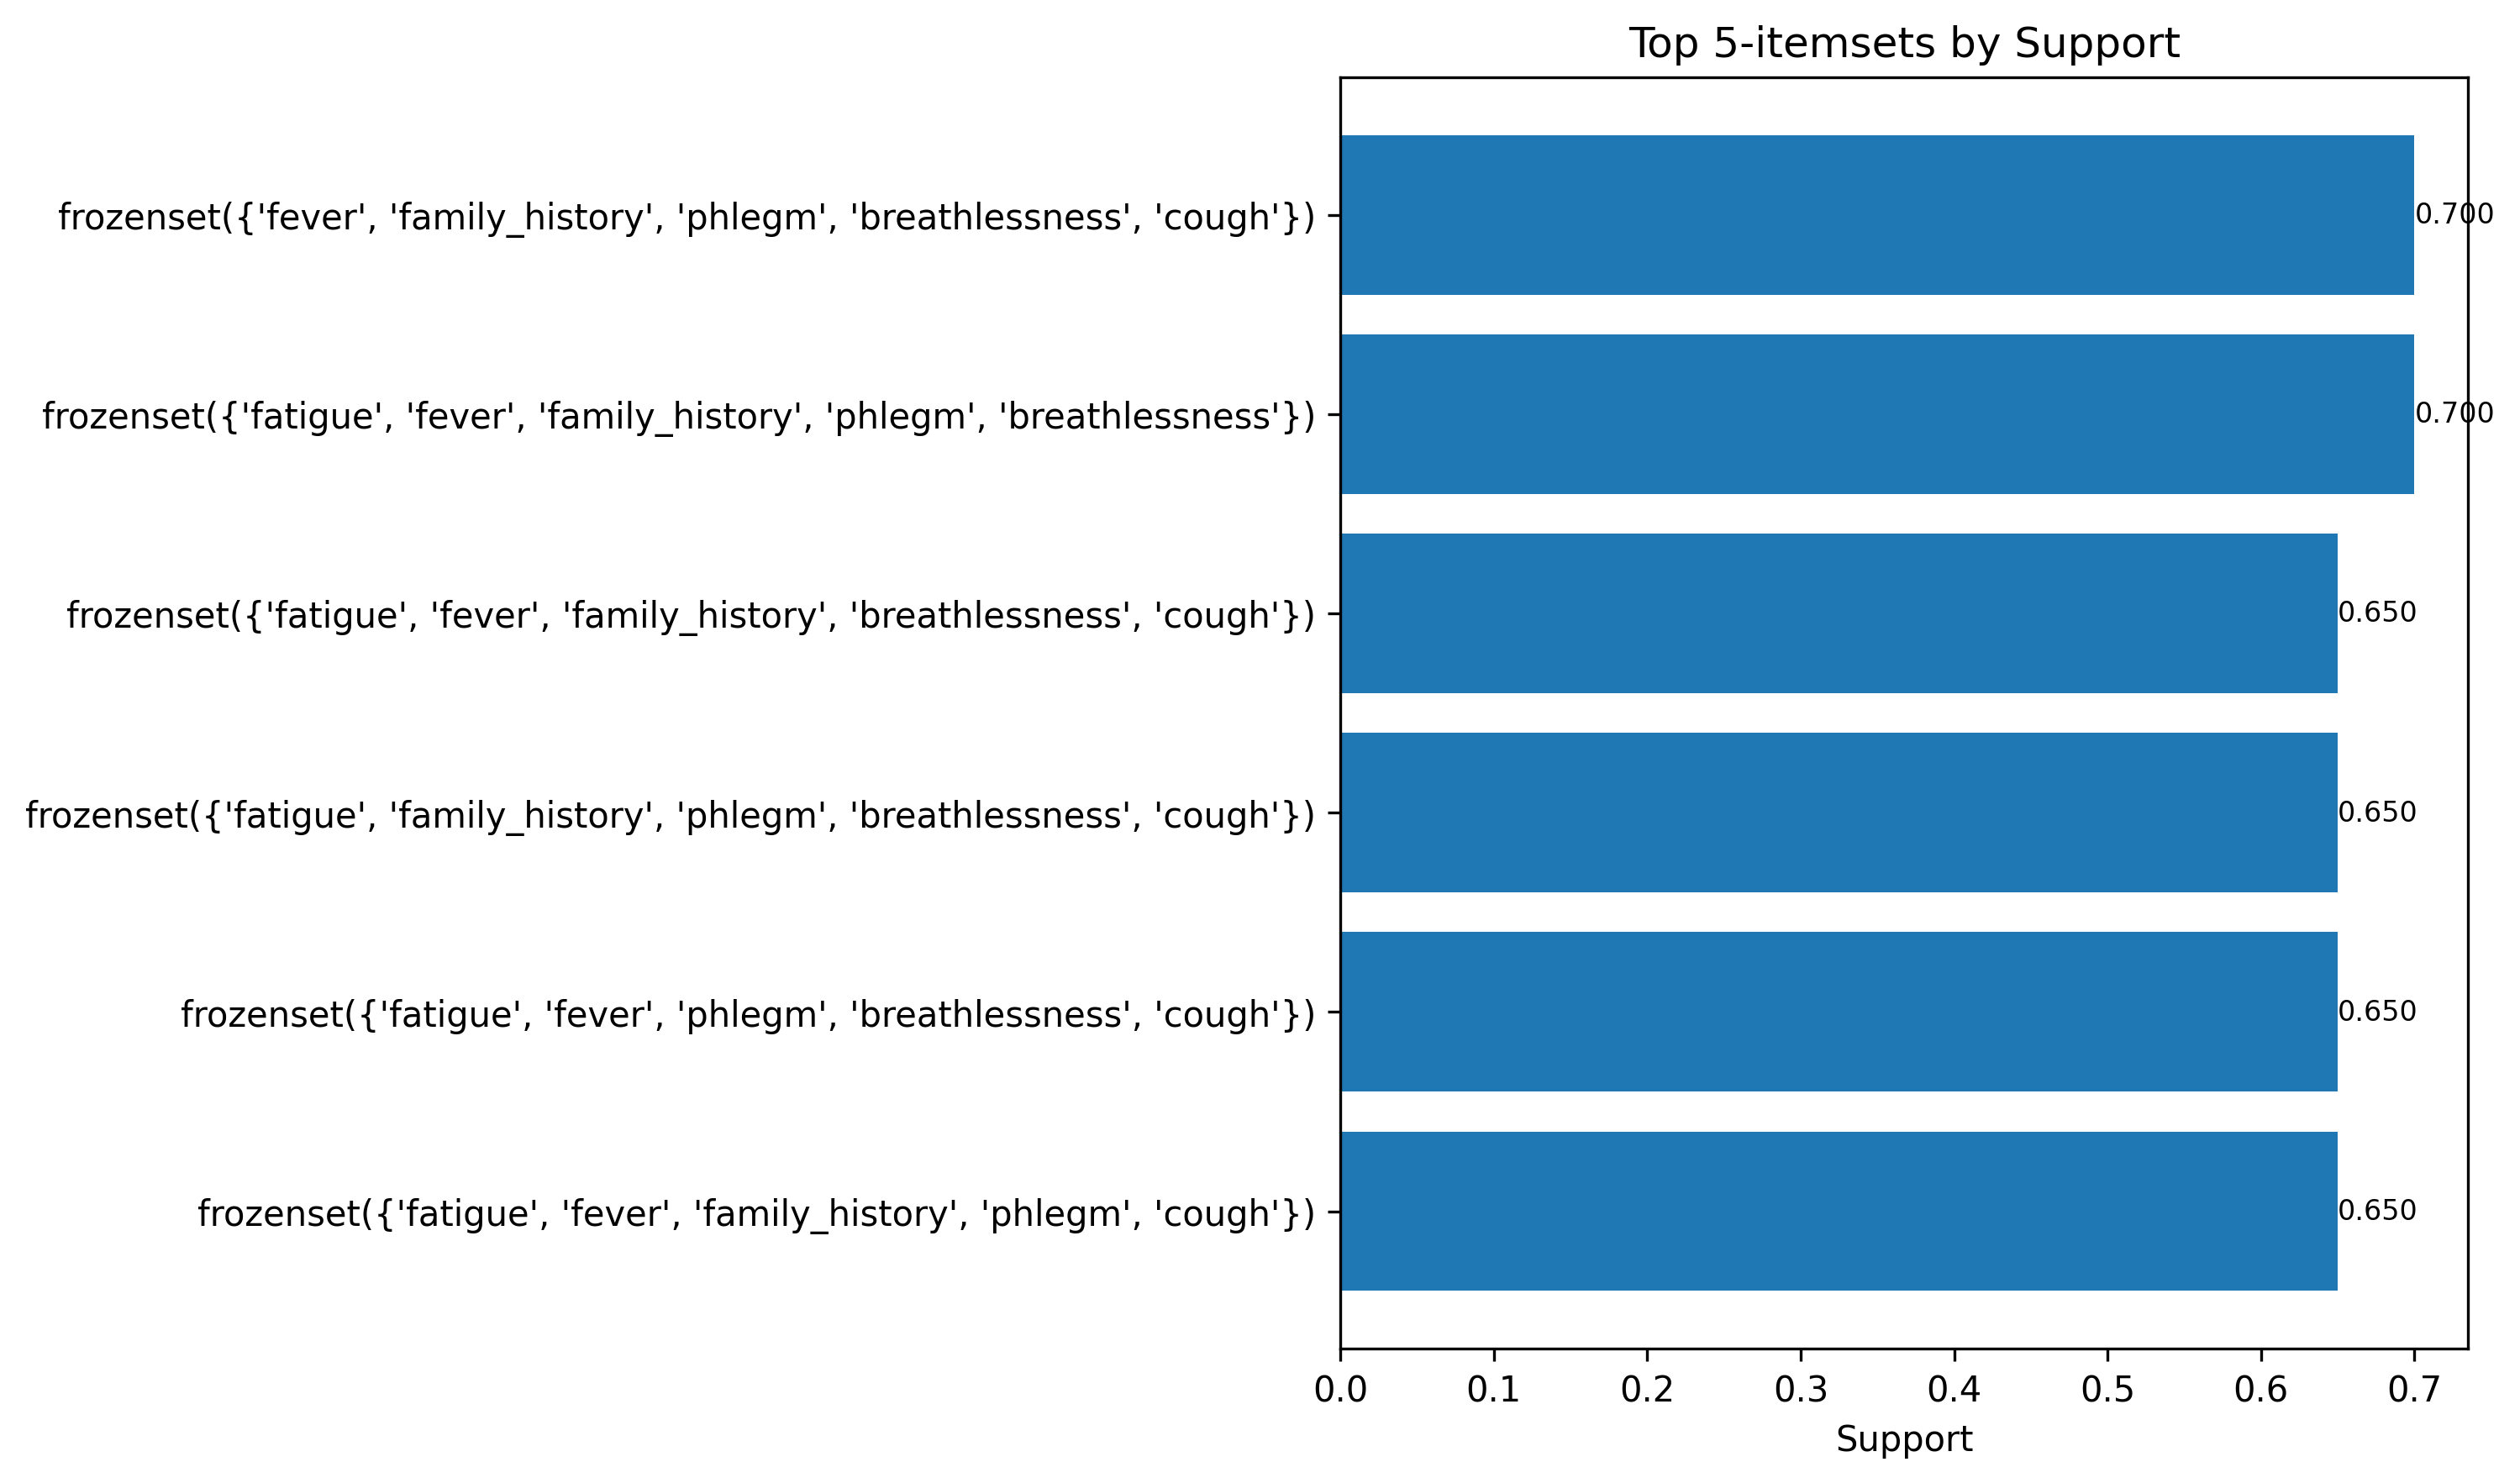 Top 5-itemsets by Support
frozenset({'fever', 'family_history', 'phlegm', 'breathlessness', 'cough'})
0.700
frozenset({'fatigue', 'fever', 'family_history', 'phlegm', 'breathlessness'})
0.700
frozenset({'fatigue', 'fever', 'family_history', 'breathlessness', 'cough'})
0.650
frozenset({'fatigue', 'family_history', 'phlegm', 'breathlessness', 'cough'})
0.650
frozenset({'fatigue', 'fever', 'phlegm', 'breathlessness', 'cough'})
0.650
frozenset({'fatigue', 'fever', 'family_history', 'phlegm', 'cough'})
0.650
0.0 0.1 0.2 0.3 0.4 0.5 0.6 0.7
Support